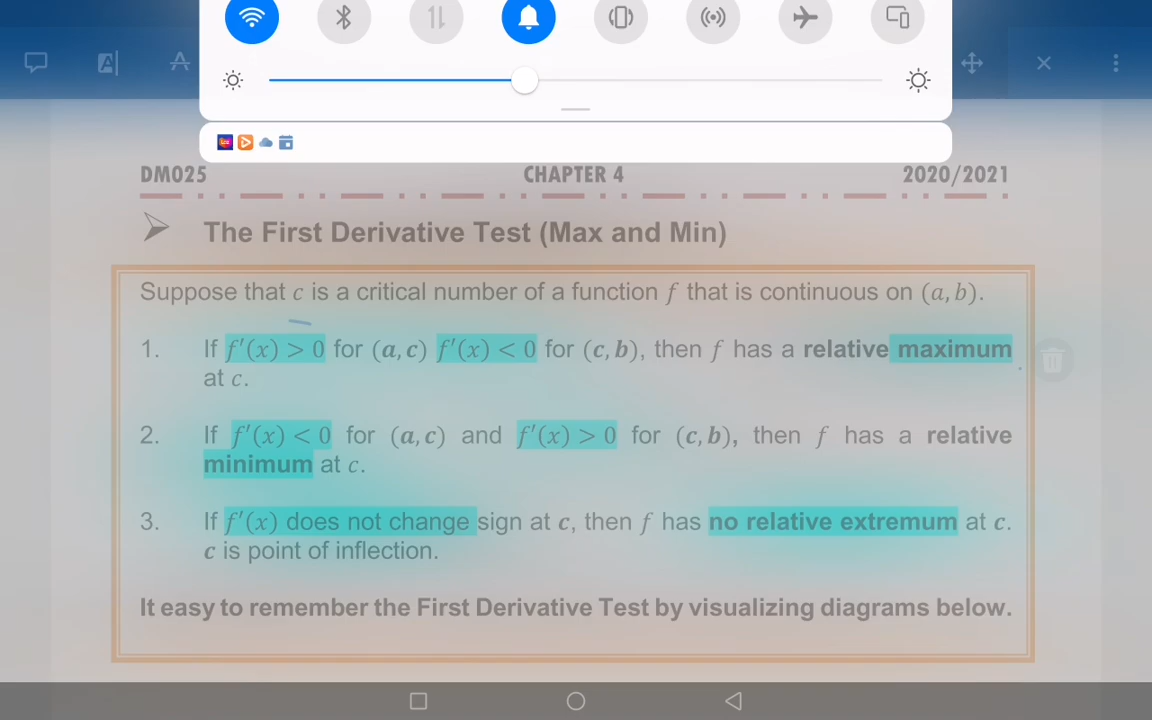 DM025 CHAPTER 4 2020/2021
➢ The First Derivative Test (Max and Min)
Suppose that c is a critical number of a function f that is continuous on (a, b).
1. If f′(x) > 0 for (a, c) f′(x) < 0 for (c, b), then f has a relative maximum
at c.
2. If f′(x) < 0 for (a, c) and f′(x) > 0 for (c, b), then f has a relative
minimum at c.
3. If f′(x) does not change sign at c, then f has no relative extremum at c.
c is point of inflection.
It easy to remember the First Derivative Test by visualizing diagrams below.